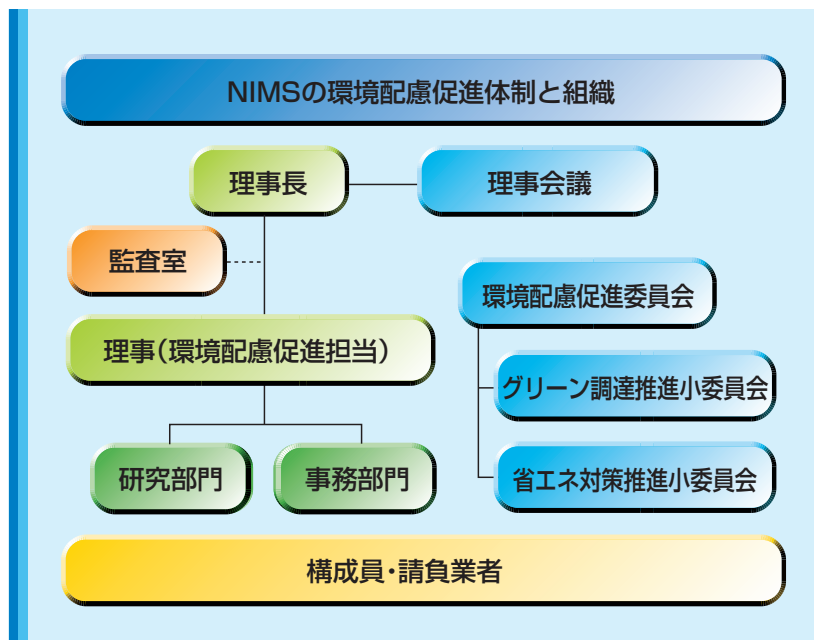 NIMSの環境配慮促進体制と組織
理事長
理事会議
監査室
環境配慮促進委員会
理事(環境配慮促進担当)
グリーン調達推進小委員会
研究部門
事務部門
省エネ対策推進小委員会
構成員・請負業者